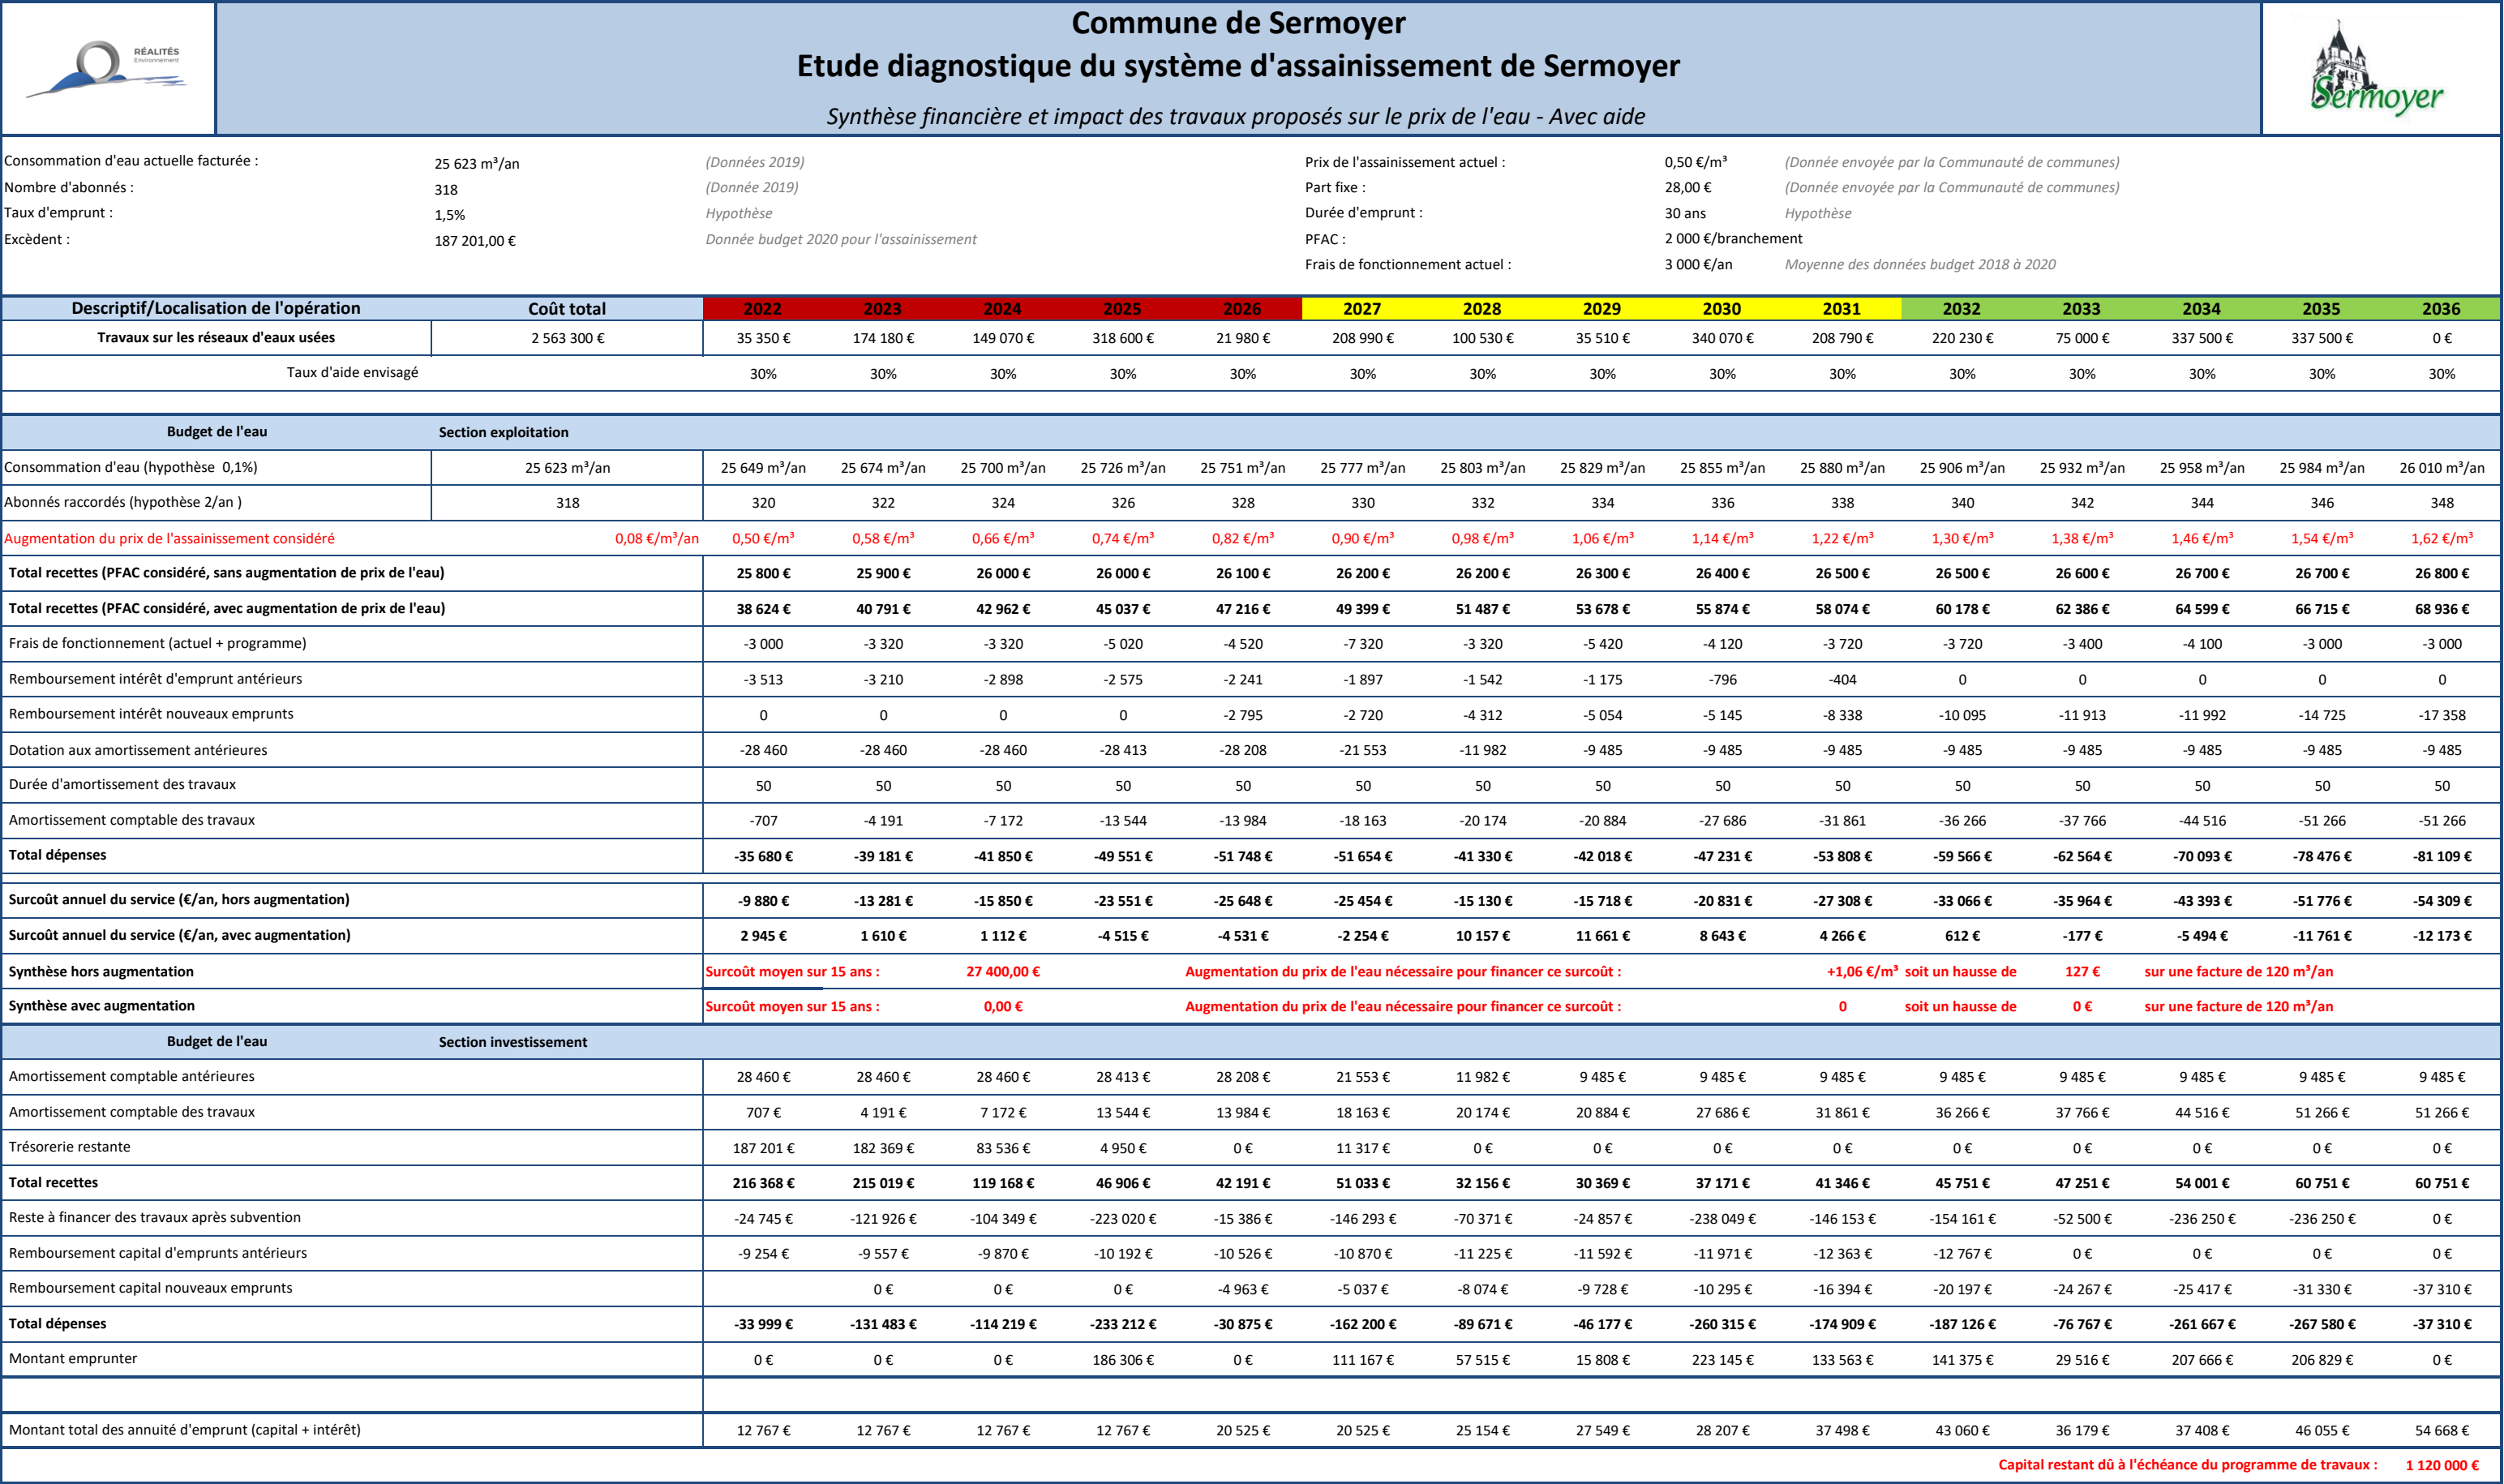 RÉALITÉS
Environnement
Commune de Sermoyer
Etude diagnostique du système d'assainissement de Sermoyer
Synthèse financière et impact des travaux proposés sur le prix de l'eau - Avec aide
Sermoyer
Consommation d'eau actuelle facturée : 25 623 m³/an (Données 2019) Prix de l'assainissement actuel : 0,50 €/m³ (Donnée envoyée par la Communauté de communes)
Nombre d'abonnés : 318 (Donnée 2019) Part fixe : 28,00 € (Donnée envoyée par la Communauté de communes)
Taux d'emprunt : 1,5% Hypothèse Durée d'emprunt : 30 ans Hypothèse
Excèdent : 187 201,00 € Donnée budget 2020 pour l'assainissement PFAC : 2 000 €/branchement
Frais de fonctionnement actuel : 3 000 €/an Moyenne des données budget 2018 à 2020
Descriptif/Localisation de l'opération Coût total 2022 2023 2024 2025 2026 2027 2028 2029 2030 2031 2032 2033 2034 2035 2036
Travaux sur les réseaux d'eaux usées 2 563 300 € 35 350 € 174 180 € 149 070 € 318 600 € 21 980 € 208 990 € 100 530 € 35 510 € 340 070 € 208 790 € 220 230 € 75 000 € 337 500 € 337 500 € 0 €
Taux d'aide envisagé 30% 30% 30% 30% 30% 30% 30% 30% 30% 30% 30% 30% 30% 30% 30%
Budget de l'eau Section exploitation
Consommation d'eau (hypothèse 0,1%) 25 623 m³/an 25 649 m³/an 25 674 m³/an 25 700 m³/an 25 726 m³/an 25 751 m³/an 25 777 m³/an 25 803 m³/an 25 829 m³/an 25 855 m³/an 25 880 m³/an 25 906 m³/an 25 932 m³/an 25 958 m³/an 25 984 m³/an 26 010 m³/an
Abonnés raccordés (hypothèse 2/an ) 318 320 322 324 326 328 330 332 334 336 338 340 342 344 346 348
Augmentation du prix de l'assainissement considéré 0,08 €/m³/an 0,50 €/m³ 0,58 €/m³ 0,66 €/m³ 0,74 €/m³ 0,82 €/m³ 0,90 €/m³ 0,98 €/m³ 1,06 €/m³ 1,14 €/m³ 1,22 €/m³ 1,30 €/m³ 1,38 €/m³ 1,46 €/m³ 1,54 €/m³ 1,62 €/m³
Total recettes (PFAC considéré, sans augmentation de prix de l'eau) 25 800 € 25 900 € 26 000 € 26 000 € 26 100 € 26 200 € 26 200 € 26 300 € 26 400 € 26 500 € 26 500 € 26 600 € 26 700 € 26 700 € 26 800 €
Total recettes (PFAC considéré, avec augmentation de prix de l'eau) 38 624 € 40 791 € 42 962 € 45 037 € 47 216 € 49 399 € 51 487 € 53 678 € 55 874 € 58 074 € 60 178 € 62 386 € 64 599 € 66 715 € 68 936 €
Frais de fonctionnement (actuel + programme) -3 000 -3 320 -3 320 -5 020 -4 520 -7 320 -3 320 -5 420 -4 120 -3 720 -3 720 -3 400 -4 100 -3 000 -3 000
Remboursement intérêt d'emprunt antérieurs -3 513 -3 210 -2 898 -2 575 -2 241 -1 897 -1 542 -1 175 -796 -404 0 0 0 0 0
Remboursement intérêt nouveaux emprunts 0 0 0 0 -2 795 -2 720 -4 312 -5 054 -5 145 -8 338 -10 095 -11 913 -11 992 -14 725 -17 358
Dotation aux amortissement antérieures -28 460 -28 460 -28 460 -28 413 -28 208 -21 553 -11 982 -9 485 -9 485 -9 485 -9 485 -9 485 -9 485 -9 485 -9 485
Durée d'amortissement des travaux 50 50 50 50 50 50 50 50 50 50 50 50 50 50 50
Amortissement comptable des travaux -707 -4 191 -7 172 -13 544 -13 984 -18 163 -20 174 -20 884 -27 686 -31 861 -36 266 -37 766 -44 516 -51 266 -51 266
Total dépenses -35 680 € -39 181 € -41 850 € -49 551 € -51 748 € -51 654 € -41 330 € -42 018 € -47 231 € -53 808 € -59 566 € -62 564 € -70 093 € -78 476 € -81 109 €
Surcoût annuel du service (€/an, hors augmentation) -9 880 € -13 281 € -15 850 € -23 551 € -25 648 € -25 454 € -15 130 € -15 718 € -20 831 € -27 308 € -33 066 € -35 964 € -43 393 € -51 776 € -54 309 €
Surcoût annuel du service (€/an, avec augmentation) 2 945 € 1 610 € 1 112 € -4 515 € -4 531 € -2 254 € 10 157 € 11 661 € 8 643 € 4 266 € 612 € -177 € -5 494 € -11 761 € -12 173 €
Synthèse hors augmentation Surcoût moyen sur 15 ans : 27 400,00 € Augmentation du prix de l'eau nécessaire pour financer ce surcoût : +1,06 €/m³ soit un hausse de 127 € sur une facture de 120 m³/an
Synthèse avec augmentation Surcoût moyen sur 15 ans : 0,00 € Augmentation du prix de l'eau nécessaire pour financer ce surcoût : 0 soit un hausse de 0 € sur une facture de 120 m³/an
Budget de l'eau Section investissement
Amortissement comptable antérieures 28 460 € 28 460 € 28 460 € 28 413 € 28 208 € 21 553 € 11 982 € 9 485 € 9 485 € 9 485 € 9 485 € 9 485 € 9 485 € 9 485 € 9 485 €
Amortissement comptable des travaux 707 € 4 191 € 7 172 € 13 544 € 13 984 € 18 163 € 20 174 € 20 884 € 27 686 € 31 861 € 36 266 € 37 766 € 44 516 € 51 266 € 51 266 €
Trésorerie restante 187 201 € 182 369 € 83 536 € 4 950 € 0 € 11 317 € 0 € 0 € 0 € 0 € 0 € 0 € 0 € 0 € 0 €
Total recettes 216 368 € 215 019 € 119 168 € 46 906 € 42 191 € 51 033 € 32 156 € 30 369 € 37 171 € 41 346 € 45 751 € 47 251 € 54 001 € 60 751 € 60 751 €
Reste à financer des travaux après subvention -24 745 € -121 926 € -104 349 € -223 020 € -15 386 € -146 293 € -70 371 € -24 857 € -238 049 € -146 153 € -154 161 € -52 500 € -236 250 € -236 250 € 0 €
Remboursement capital d'emprunts antérieurs -9 254 € -9 557 € -9 870 € -10 192 € -10 526 € -10 870 € -11 225 € -11 592 € -11 971 € -12 363 € -12 767 € 0 € 0 € 0 € 0 €
Remboursement capital nouveaux emprunts 0 € 0 € 0 € -4 963 € -5 037 € -8 074 € -9 728 € -10 295 € -16 394 € -20 197 € -24 267 € -25 417 € -31 330 € -37 310 €
Total dépenses -33 999 € -131 483 € -114 219 € -233 212 € -30 875 € -162 200 € -89 671 € -46 177 € -260 315 € -174 909 € -187 126 € -76 767 € -261 667 € -267 580 € -37 310 €
Montant emprunter 0 € 0 € 0 € 186 306 € 0 € 111 167 € 57 515 € 15 808 € 223 145 € 133 563 € 141 375 € 29 516 € 207 666 € 206 829 € 0 €
Montant total des annuité d'emprunt (capital + intérêt) 12 767 € 12 767 € 12 767 € 12 767 € 20 525 € 20 525 € 25 154 € 27 549 € 28 207 € 37 498 € 43 060 € 36 179 € 37 408 € 46 055 € 54 668 €
Capital restant dû à l'échéance du programme de travaux : 1 120 000 €